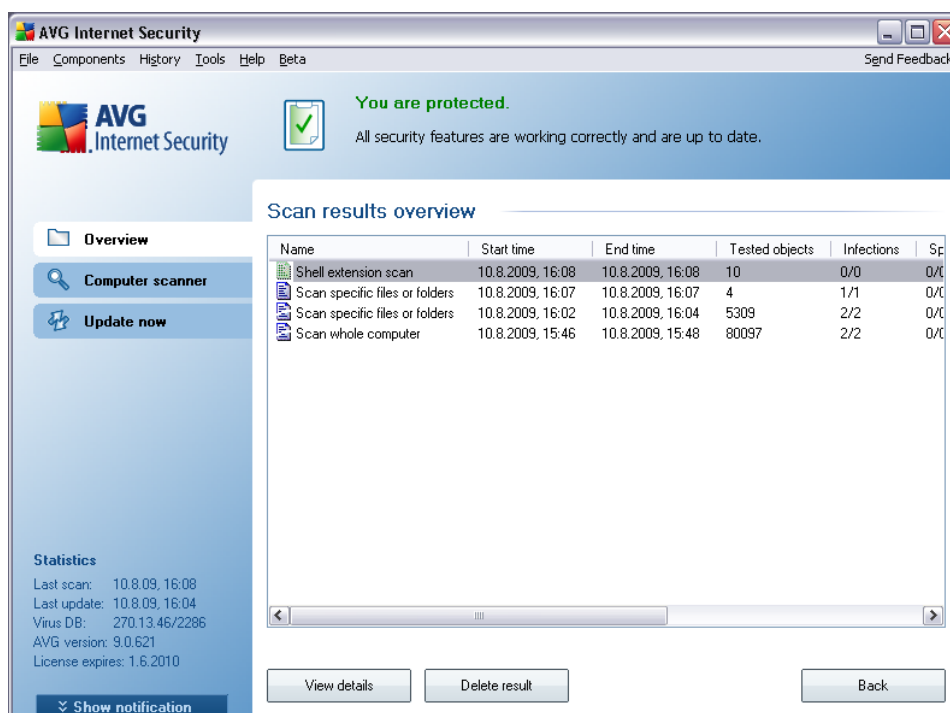 AVG Internet Security
File Components History Tools Help Beta Send Feedback
AVG
Internet Security
You are protected.
All security features are working correctly and are up to date.
Overview
Computer scanner
Update now
Scan results overview
Name Start time End time Tested objects Infections
Shell extension scan 10.8.2009, 16:08 10.8.2009, 16:08 10 0/0
Scan specific files or folders 10.8.2009, 16:07 10.8.2009, 16:07 4 1/1
Scan specific files or folders 10.8.2009, 16:02 10.8.2009, 16:04 5309 2/2
Scan whole computer 10.8.2009, 15:46 10.8.2009, 15:48 80097 2/2
Statistics
Last scan: 10.8.09, 16:08
Last update: 10.8.09, 16:04
Virus DB: 270.13.46/2286
AVG version: 9.0.621
License expires: 1.6.2010
Show notification
View details
Delete result
Back